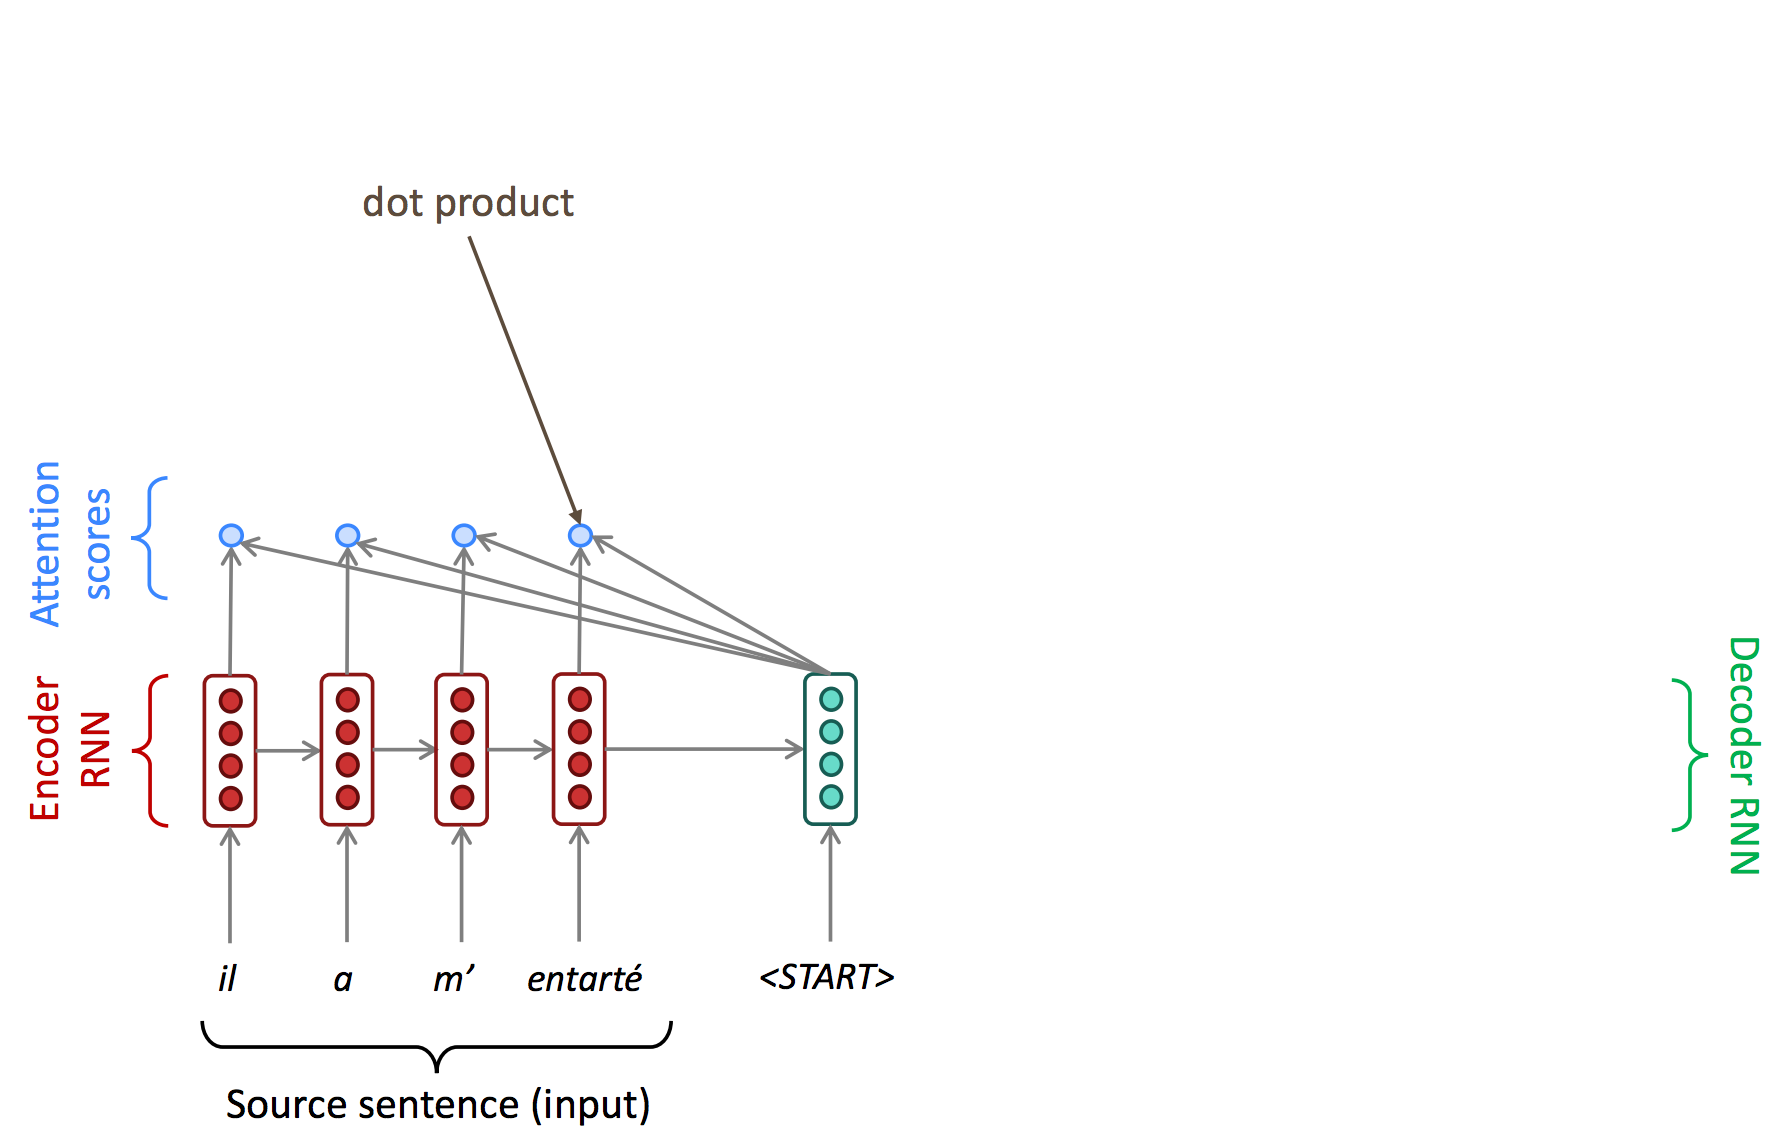 dot product
Attention
scores
Encoder
RNN
Decoder RNN
il
a
m’
entarté
<START>
Source sentence (input)